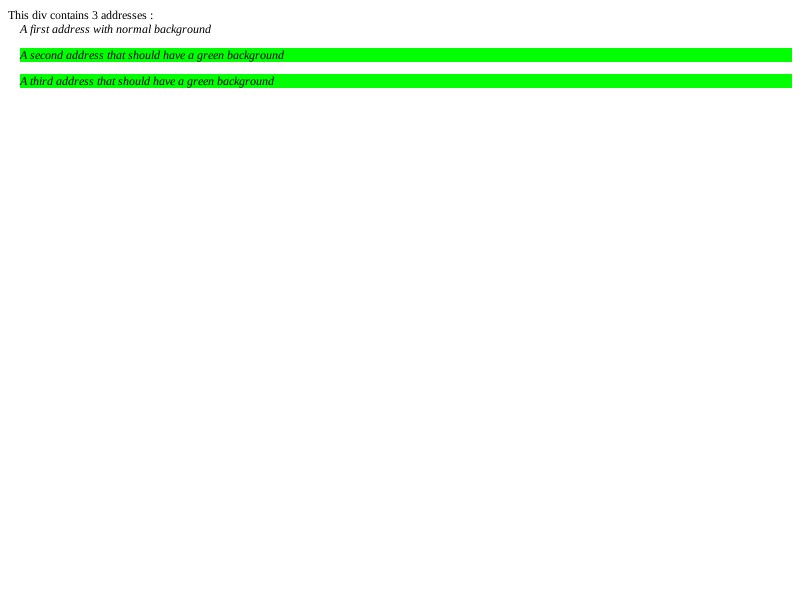 This div contains 3 addresses :
A first address with normal background
A second address that should have a green background
A third address that should have a green background